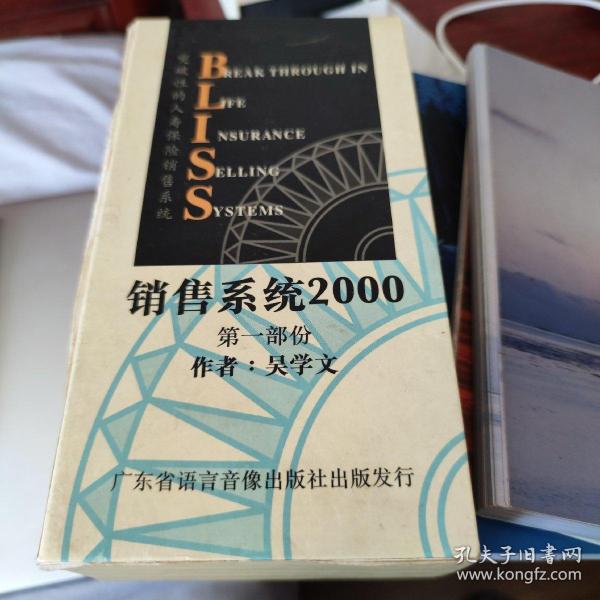 突破性的人寿保险销售系统
BREAK THROUGH IN
LIFE
INSURANCE
SELLING
SYSTEMS
销售系统2000
第一部份
作者：吴学文
广东省语言音像出版社出版发行
孔夫子旧书网
www.kongfz.com